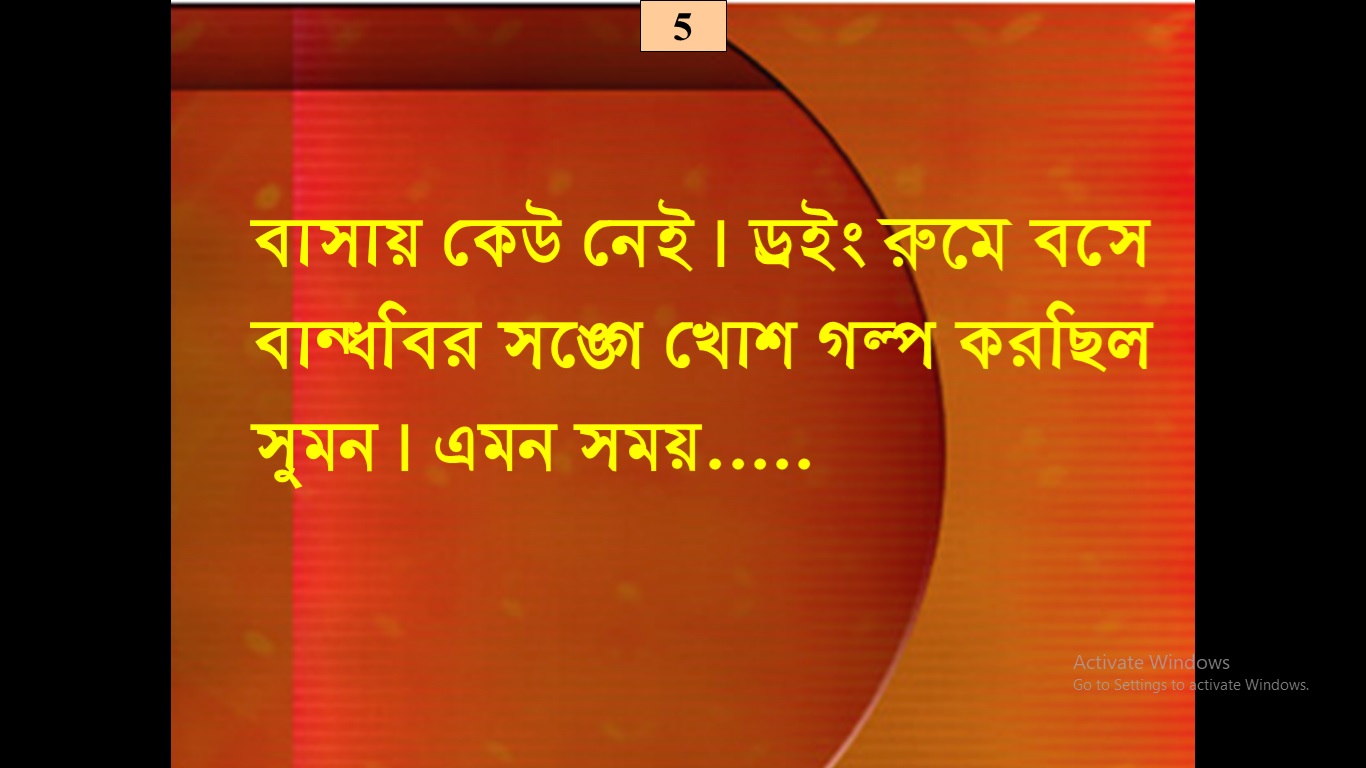 5
বাসায় কেউ নেই। ড্রইং রুমে বসে
বান্ধবির সঙ্গে খোশ গল্প করছিল
সুমন। এমন সময়.....
Activate Windows
Go to Settings to activate Windows.